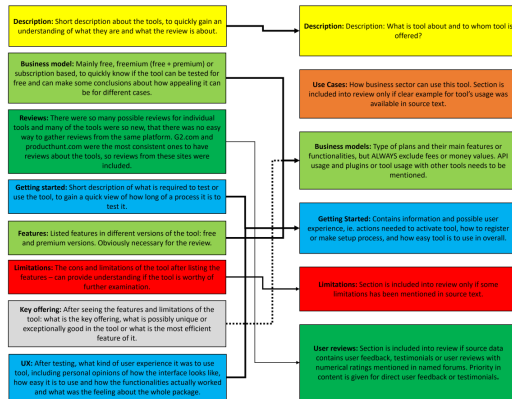 Description: Short description about the tools, to quickly gain an
understanding of what they are and what the review is about.
Business model: Mainly free, freemium (free + premium) or
subscription based, to quickly know if the tool can be tested for
free and can make some conclusions about how appealing it can
be for different cases.
Reviews: There were so many possible reviews for individual
tools and many of the tools were so new, that there was no easy
way to gather reviews from the same platform. G2.com and
producthunt.com were the most consistent ones to have
reviews about the tools, so reviews from these sites were
included.
Getting started: Short description of what is required to test or
use the tool, to gain a quick view of how long of a process it is to
test it.
Features: Listed features in different versions of the tool: free
and premium versions. Obviously necessary for the review.
Limitations: The cons and limitations of the tool after listing the
features – can provide understanding if the tool is worthy of
further examination
Key offering: After seeing the features and limitations of the
tool: what is the key offering, what is possibly unique or
exceptionally good in the tool or what is the most efficient
feature of it.
UX: After testing, what kind of user experience it was to use
tool, including personal opinions of how the interface looks like,
how easy it is to use and how the functionalities actually worked
and what was the feeling about the whole package.
Description: Description: What is tool about and to whom tool is
offered?
Use Cases: How business sector can use this tool. Section is
included into review only if clear example for tool's usage was
available in source text.
Business models: Type of plans and their main features or
functionalities, but ALWAYS exclude fees or money values. API
usage and plugins or tool usage with other tools needs to be
mentioned.
Getting Started: Contains information and possible user
experience, ie. actions needed to activate tool, how to register
or make setup process, and how easy tool is to use in overall.
Limitations: Section is included into review only if some
limitations has been mentioned in source text.
User reviews: Section is included into review if source data
contains user feedback, testimonials or user reviews with
numerical ratings mentioned in named forums. Priority in
content is given for direct user feedback or testimonials.